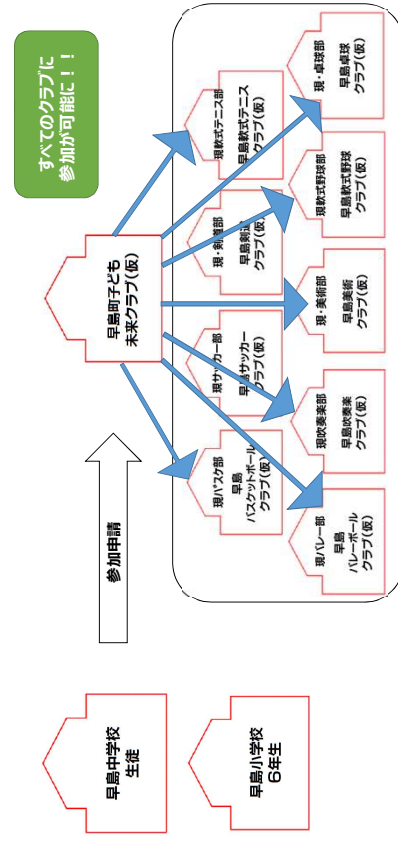 早島中学校
生徒
早島小学校
6年生
参加申請
早島町子ども
未来クラブ(仮)
すべてのクラブに
参加が可能に！！
現バスケ部
早島
バスケットボール
クラブ(仮)
現サッカー部
早島サッカー
クラブ(仮)
現・剣道部
早島剣道
クラブ(仮)
現軟式テニス部
早島軟式テニス
クラブ(仮)
現バレー部
早島
バレーボール
クラブ(仮)
現吹奏楽部
早島吹奏楽
クラブ(仮)
現・美術部
早島美術
クラブ(仮)
現軟式野球部
早島軟式野球
クラブ(仮)
現・卓球部
早島卓球
クラブ(仮)